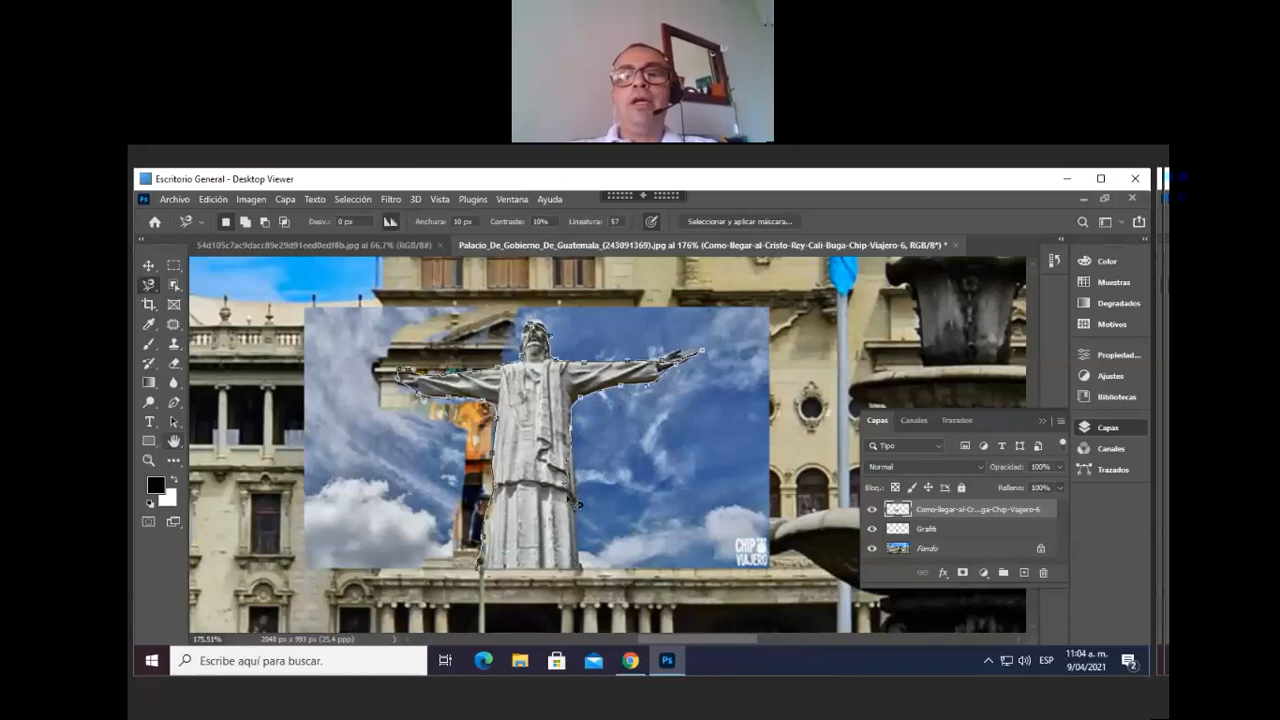 Escritorio General - Desktop Viewer
Ps Archivo Edición Imagen Capa Texto Selección Filtro 3D Vista Plugins Ventana Ayuda
Desv.: 0 px Anchura: 10 px Contraste: 10% Lineatura: 57 Seleccionar y aplicar máscara...
54d105c7ac9dacc89e29d91eed0edf8b.jpg al 66,7% (RGB/8#) × Palacio_De_Gobierno_De_Guatemala_(243091369).jpg al 176% (Como-llegar-al-Cristo-Rey-Cali-Buga-Chip-Viajero-6, RGB/8*) * ×
Color
Muestras
Degradados
Motivos
Propiedad...
Ajustes
Bibliotecas
Capas
Canales
Trazados
Capas Canales Trazados
Tipo
Normal Opacidad: 100%
Bloq.: Relleno: 100%
Como-llegar-al-Cr...ga-Chip-Viajero-6
Grafiti
Fondo
CHIP
VIAJERO
175,51% 2048 px x 993 px (25,4 ppp)
Escribe aquí para buscar.
Ps
ESP
11:04 a. m.
9/04/2021
2